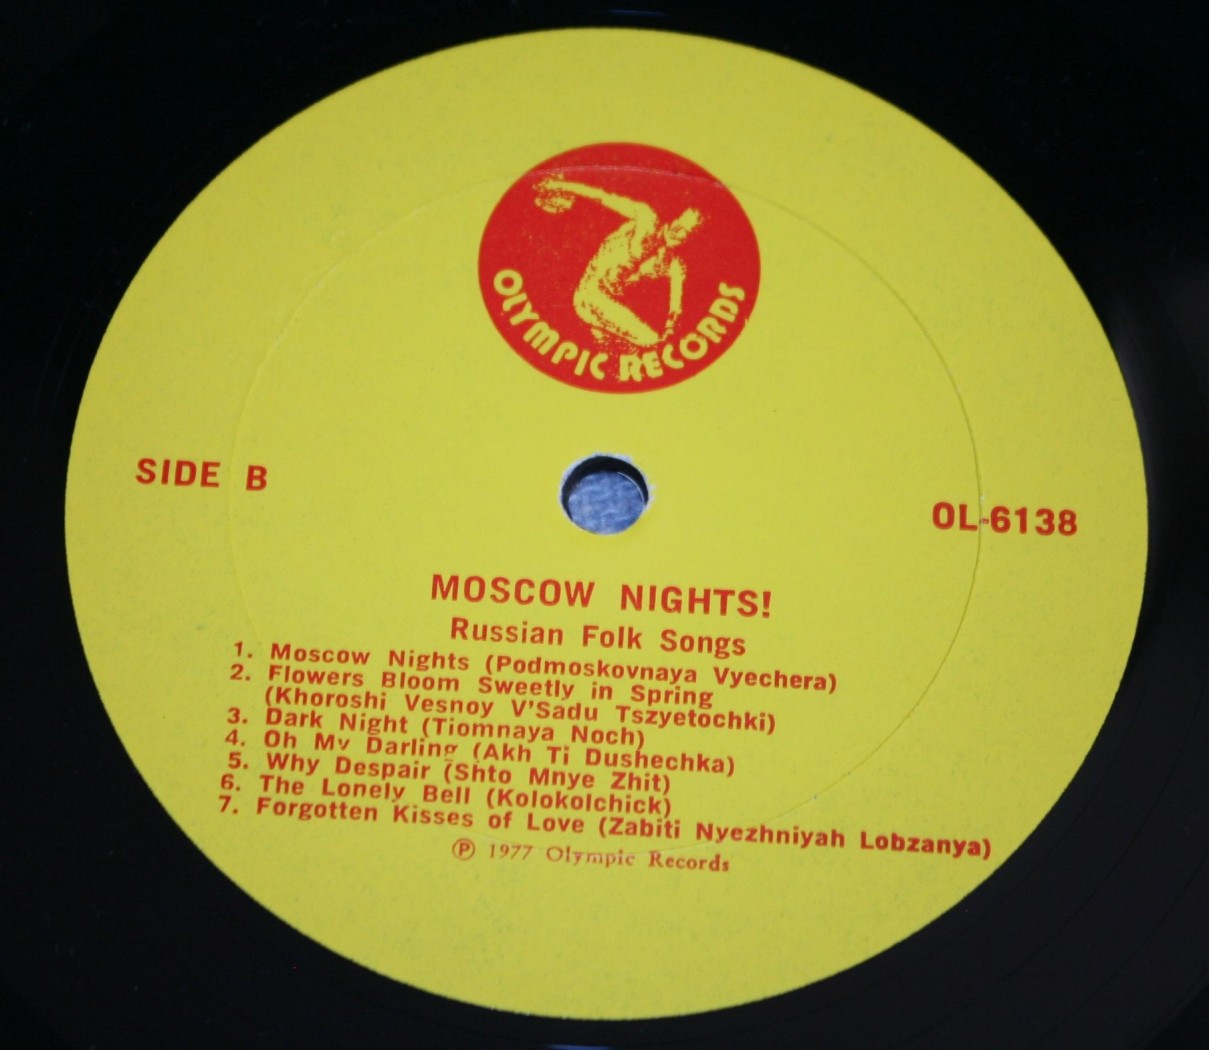 OLYMPIC RECORDS
SIDE B
OL-6138
MOSCOW NIGHTS!
Russian Folk Songs
1. Moscow Nights (Podmoskovnaya Vyechera)
2. Flowers Bloom Sweetly in Spring
(Khoroshi Vesnoy V'Sadu Tszyetochki)
3. Dark Night (Tiomnaya Noch)
4. Oh My Darling (Akh Ti Dushechka)
5. Why Despair (Shto Mnye Zhit)
6. The Lonely Bell (Kolokolchick)
7. Forgotten Kisses of Love (Zabiti Nyezhniyah Lobzanya)
℗ 1977 Olympic Records